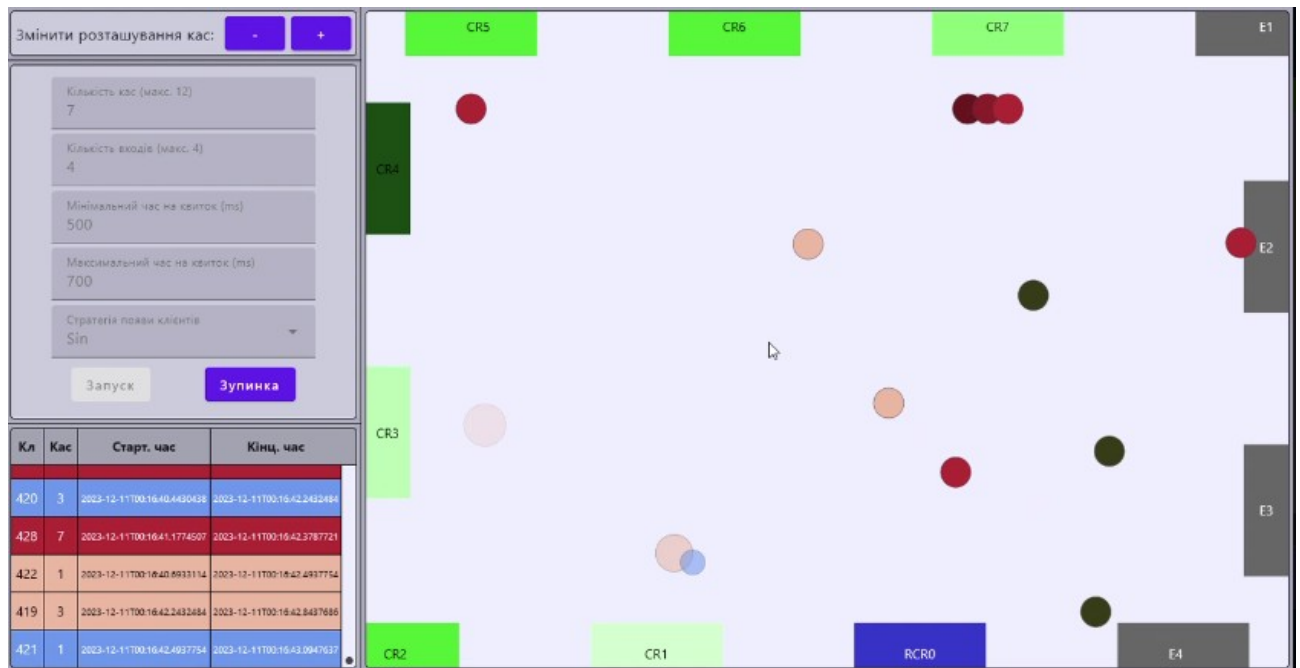 Змінити розташування кас: - +
Кількість кас (макс. 12)
7
Кількість входів (макс. 4)
4
Мінімальний час на квиток (ms)
500
Максимальний час на квиток (ms)
700
Стратегія появи клієнтів
Sin
Запуск Зупинка
Кл Кас Старт. час Кінц. час
420 3 2023-12-11T00:16:40.4430438 2023-12-11T00:16:42.2432484
428 7 2023-12-11T00:16:41.1774507 2023-12-11T00:16:42.3787721
422 1 2023-12-11T00:16:40.6933114 2023-12-11T00:16:42.4937754
419 3 2023-12-11T00:16:42.2432484 2023-12-11T00:16:42.8437686
421 1 2023-12-11T00:16:42.4937754 2023-12-11T00:16:43.0947637
CR5 CR6 CR7 E1
CR4
E2
CR3
E3
CR2 CR1 RCR0 E4